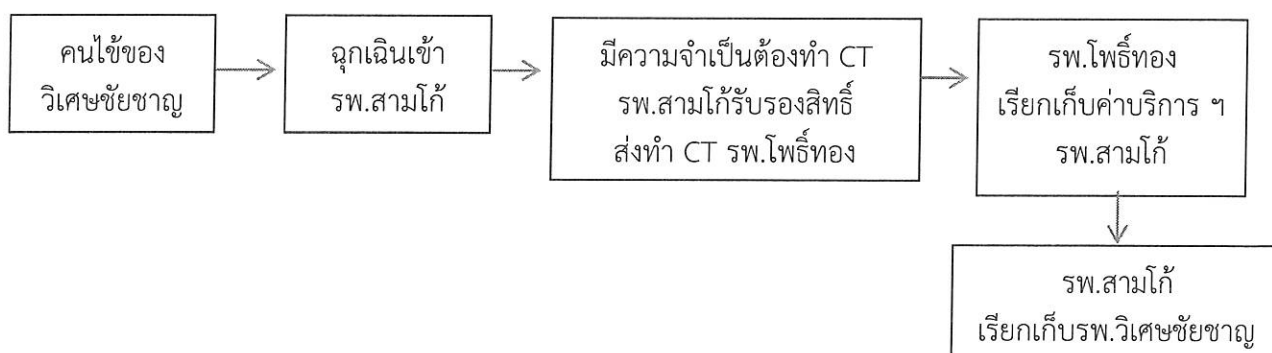 คนไข้ของ
วิเศษชัยชาญ
ฉุกเฉินเข้า
รพ.สามโก้
มีความจำเป็นต้องทำ CT
รพ.สามโก้รับรองสิทธิ์
ส่งทำ CT รพ.โพธิ์ทอง
รพ.โพธิ์ทอง
เรียกเก็บค่าบริการ ฯ
รพ.สามโก้
รพ.สามโก้
เรียกเก็บรพ.วิเศษชัยชาญ